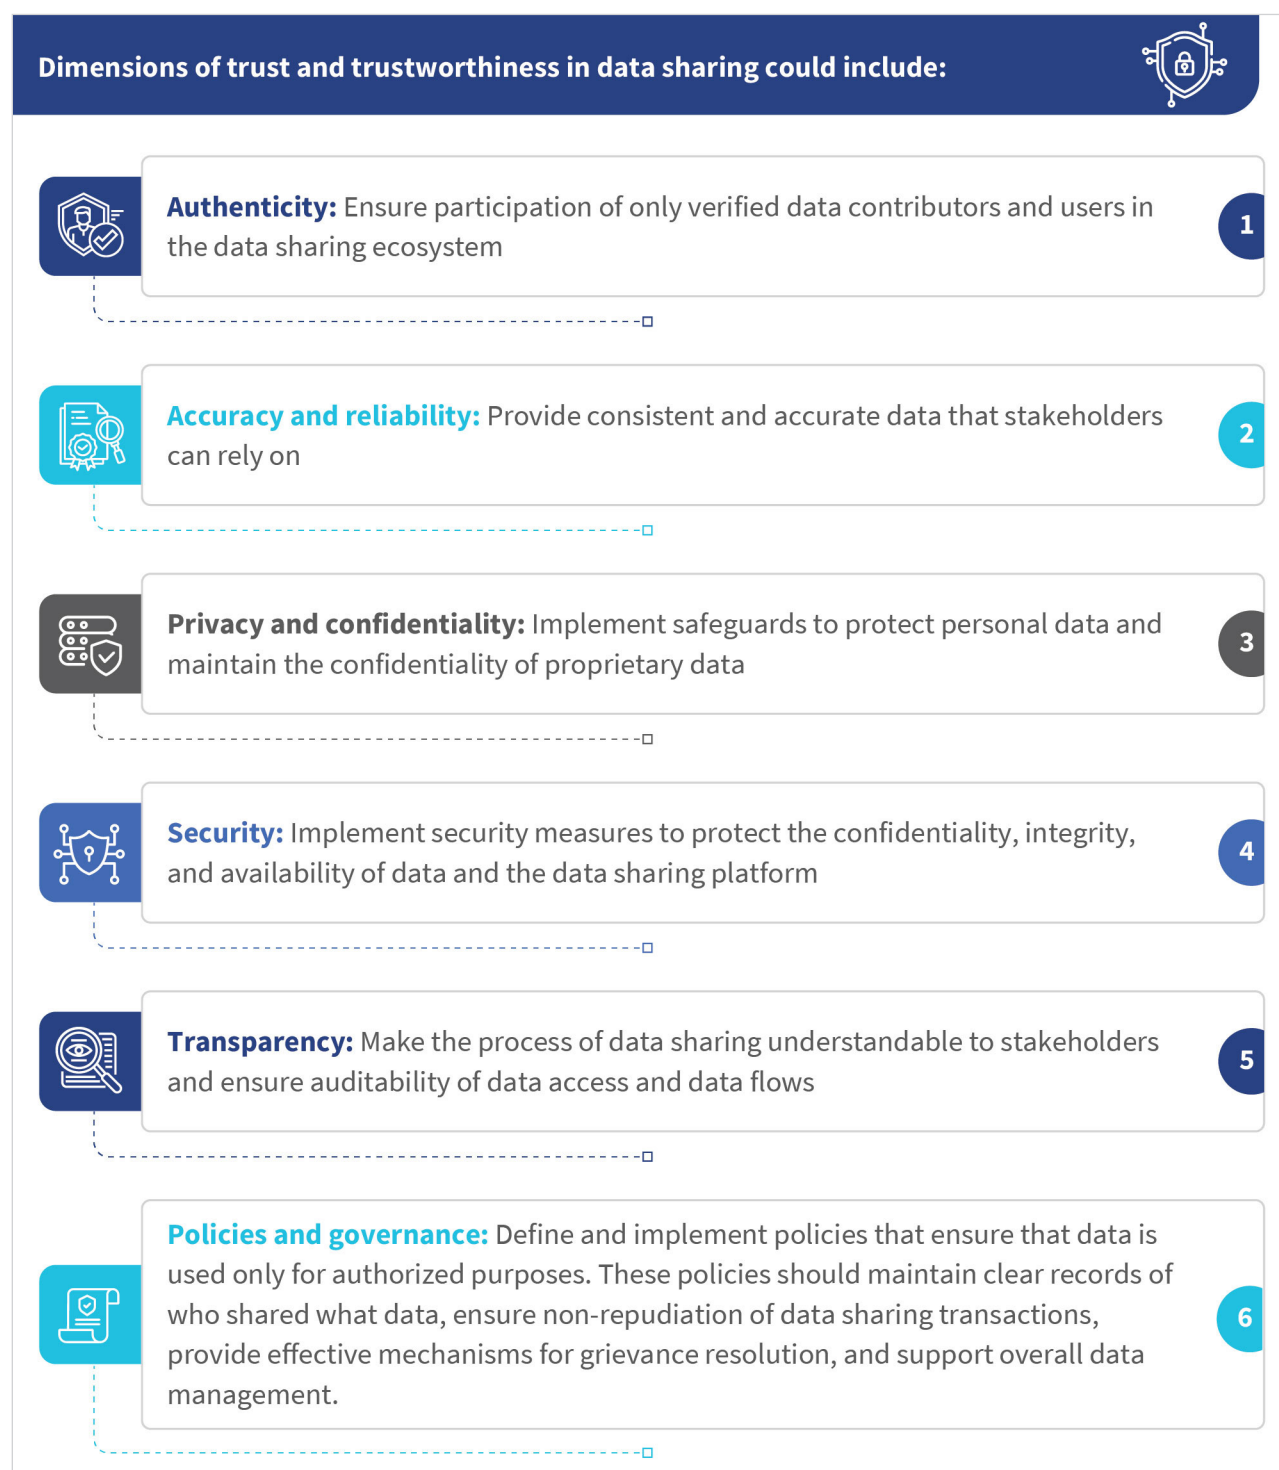 Dimensions of trust and trustworthiness in data sharing could include:
Authenticity: Ensure participation of only verified data contributors and users in
the data sharing ecosystem
1
Accuracy and reliability: Provide consistent and accurate data that stakeholders
can rely on
2
Privacy and confidentiality: Implement safeguards to protect personal data and
maintain the confidentiality of proprietary data
3
Security: Implement security measures to protect the confidentiality, integrity,
and availability of data and the data sharing platform
4
Transparency: Make the process of data sharing understandable to stakeholders
and ensure auditability of data access and data flows
5
Policies and governance: Define and implement policies that ensure that data is
used only for authorized purposes. These policies should maintain clear records of
who shared what data, ensure non-repudiation of data sharing transactions,
provide effective mechanisms for grievance resolution, and support overall data
management.
6